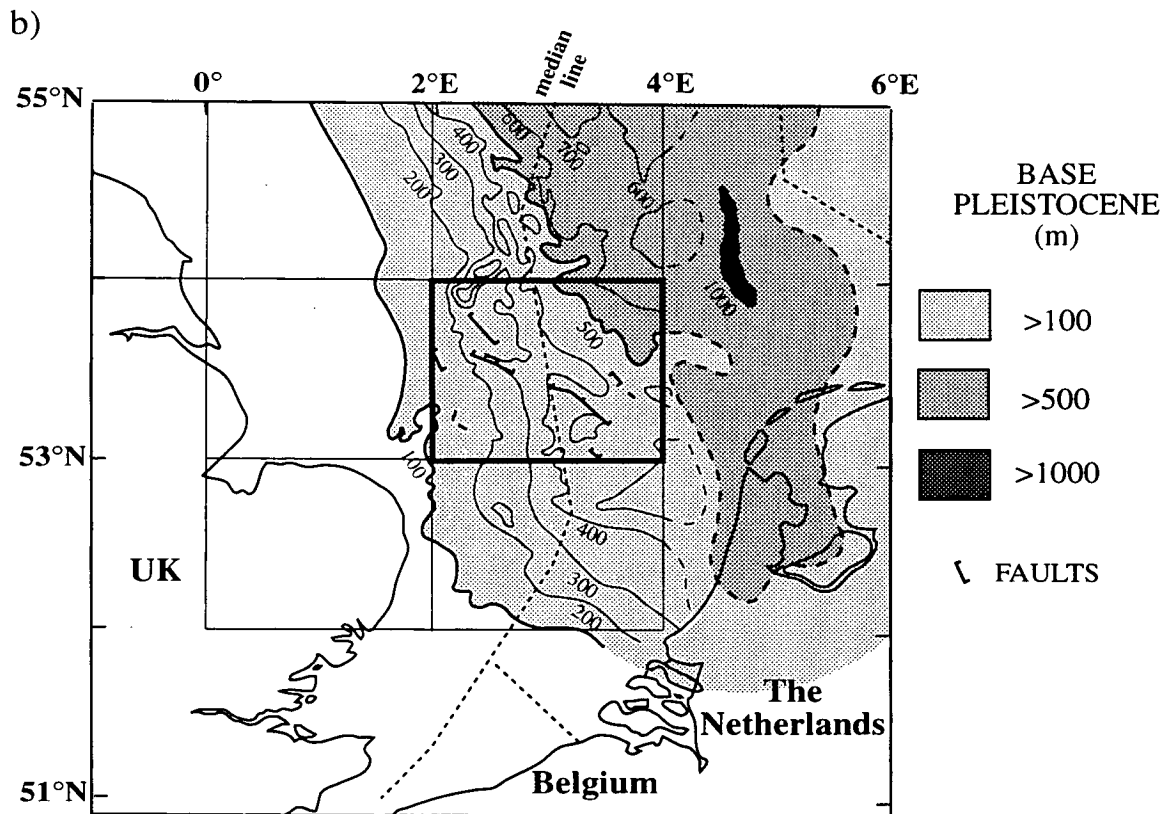 b)
0°
2°E
median
line
4°E
6°E
55°N
400
300
200
600
700
600
1000
500
BASE
PLEISTOCENE
(m)
>100
>500
>1000
53°N
100
400
300
200
UK
FAULTS
The
Netherlands
Belgium
51°N